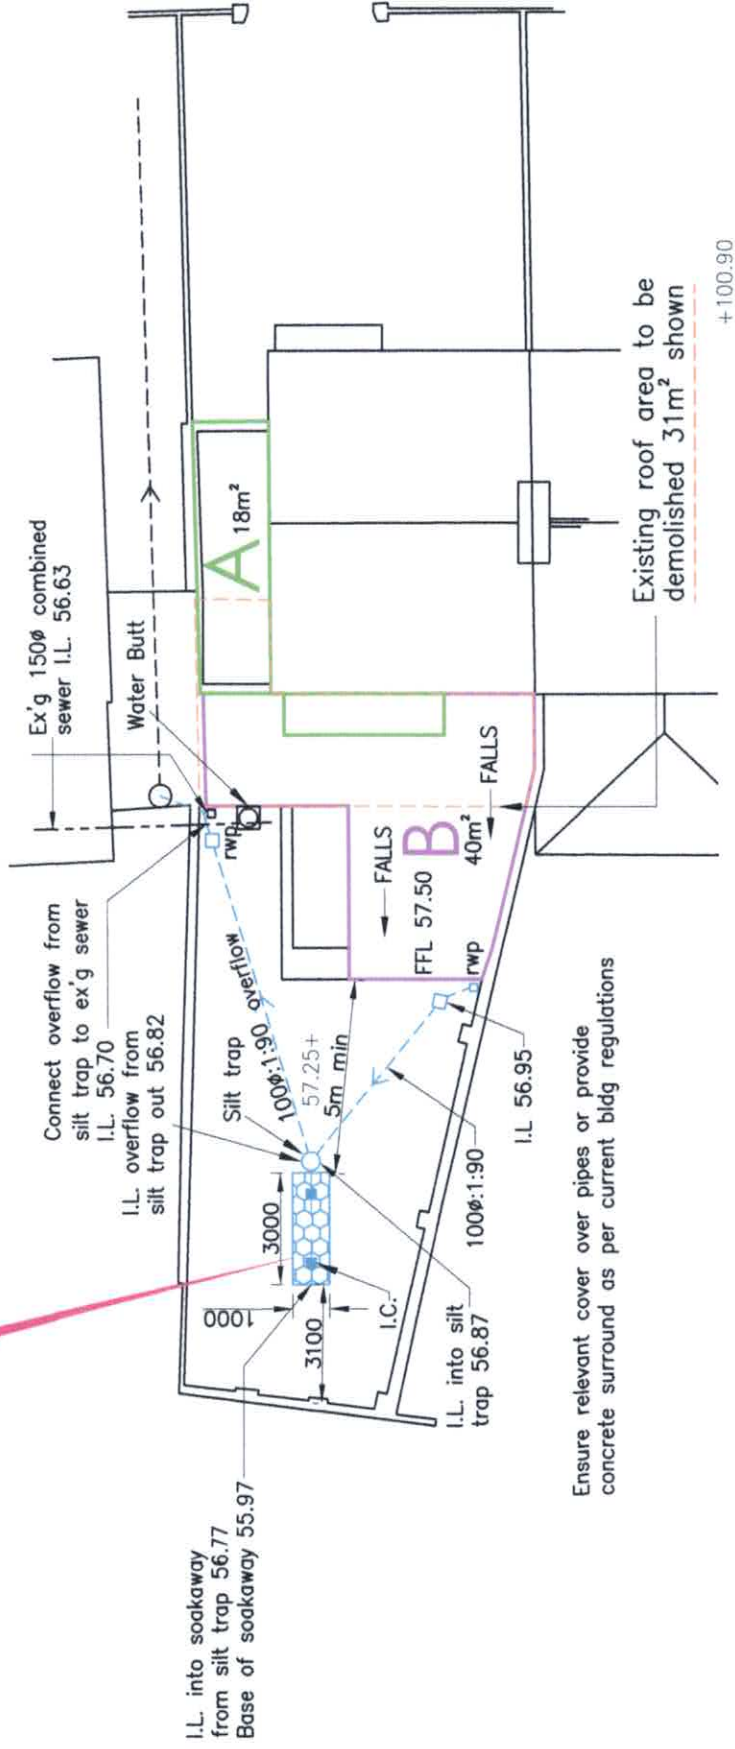 Ex'g 150ø combined
sewer I.L. 56.63
Water Butt
Connect overflow from
silt trap to ex'g sewer
I.L. 56.70
I.L. overflow from
silt trap out 56.82
Silt trap
100ø:1:90 overflow
57.25+
5m min
rwp
A
18m²
FALLS
FALLS
B
40m²
FFL 57.50
rwp
I.L 56.95
100ø:1:90
3000
1000
3100
I.C.
I.L. into silt
trap 56.87
I.L. into soakaway
from silt trap 56.77
Base of soakaway 55.97
Existing roof area to be
demolished 31m² shown
+100.90
Ensure relevant cover over pipes or provide
concrete surround as per current bldg regulations